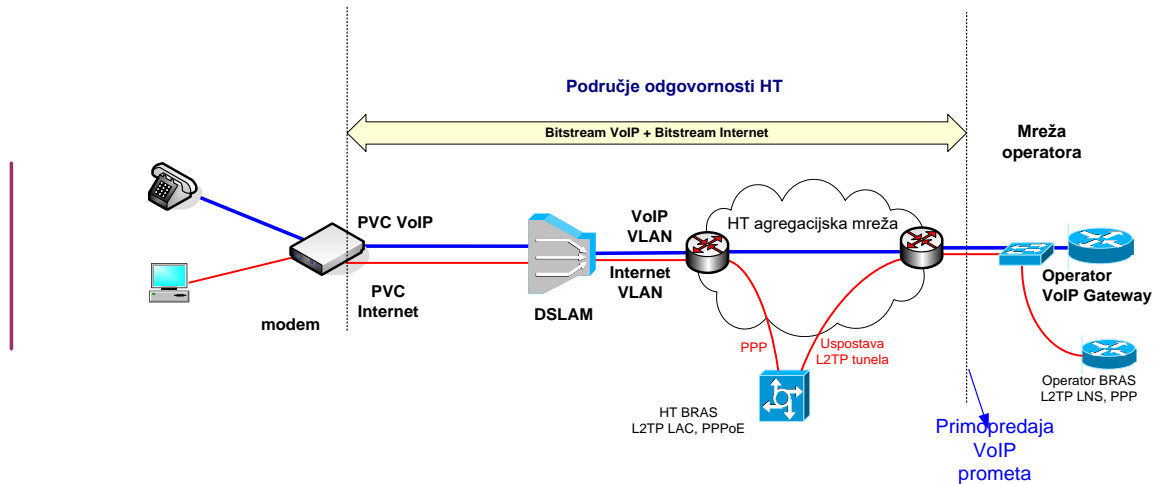 Područje odgovornosti HT
Bitstream VoIP + Bitstream Internet
Mreža
operatora
PVC VoIP
PVC
Internet
modem
DSLAM
VoIP
VLAN
Internet
VLAN
HT agregacijska mreža
Operator
VoIP Gateway
PPP
Uspostava
L2TP tunela
HT BRAS
L2TP LAC, PPPoE
Operator BRAS
L2TP LNS, PPP
Primopredaja
VoIP
prometa